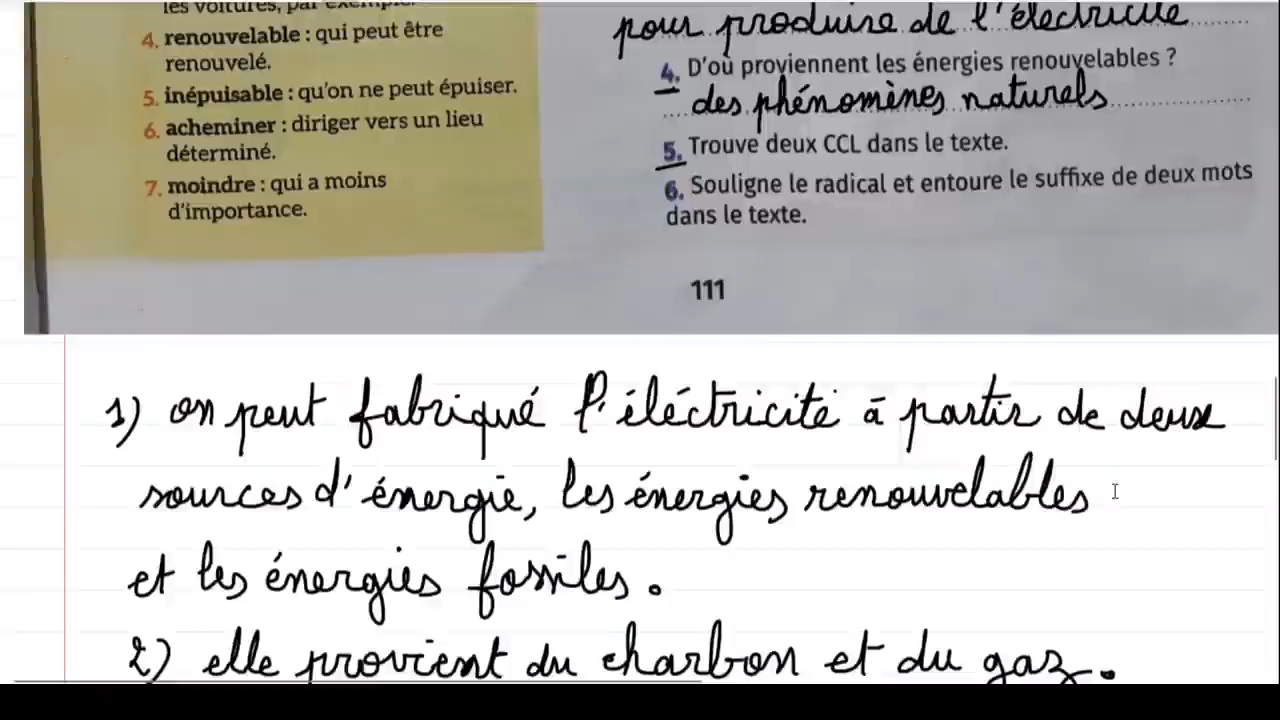 les voitures, par exemple.
4. renouvelable : qui peut être
renouvelé.
5. inépuisable : qu'on ne peut épuiser.
6. acheminer : diriger vers un lieu
déterminé.
7. moindre : qui a moins
d'importance.
pour produire de l'électricité
4. D'où proviennent les énergies renouvelables ?
des phénomènes naturels
5. Trouve deux CCL dans le texte.
6. Souligne le radical et entoure le suffixe de deux mots
dans le texte.
111
1) on peut fabriqué l'éléctricité à partir de deux
sources d'énergie, les énergies renouvelables
et les énergies fossiles.
2) elle provient du charbon et du gaz.